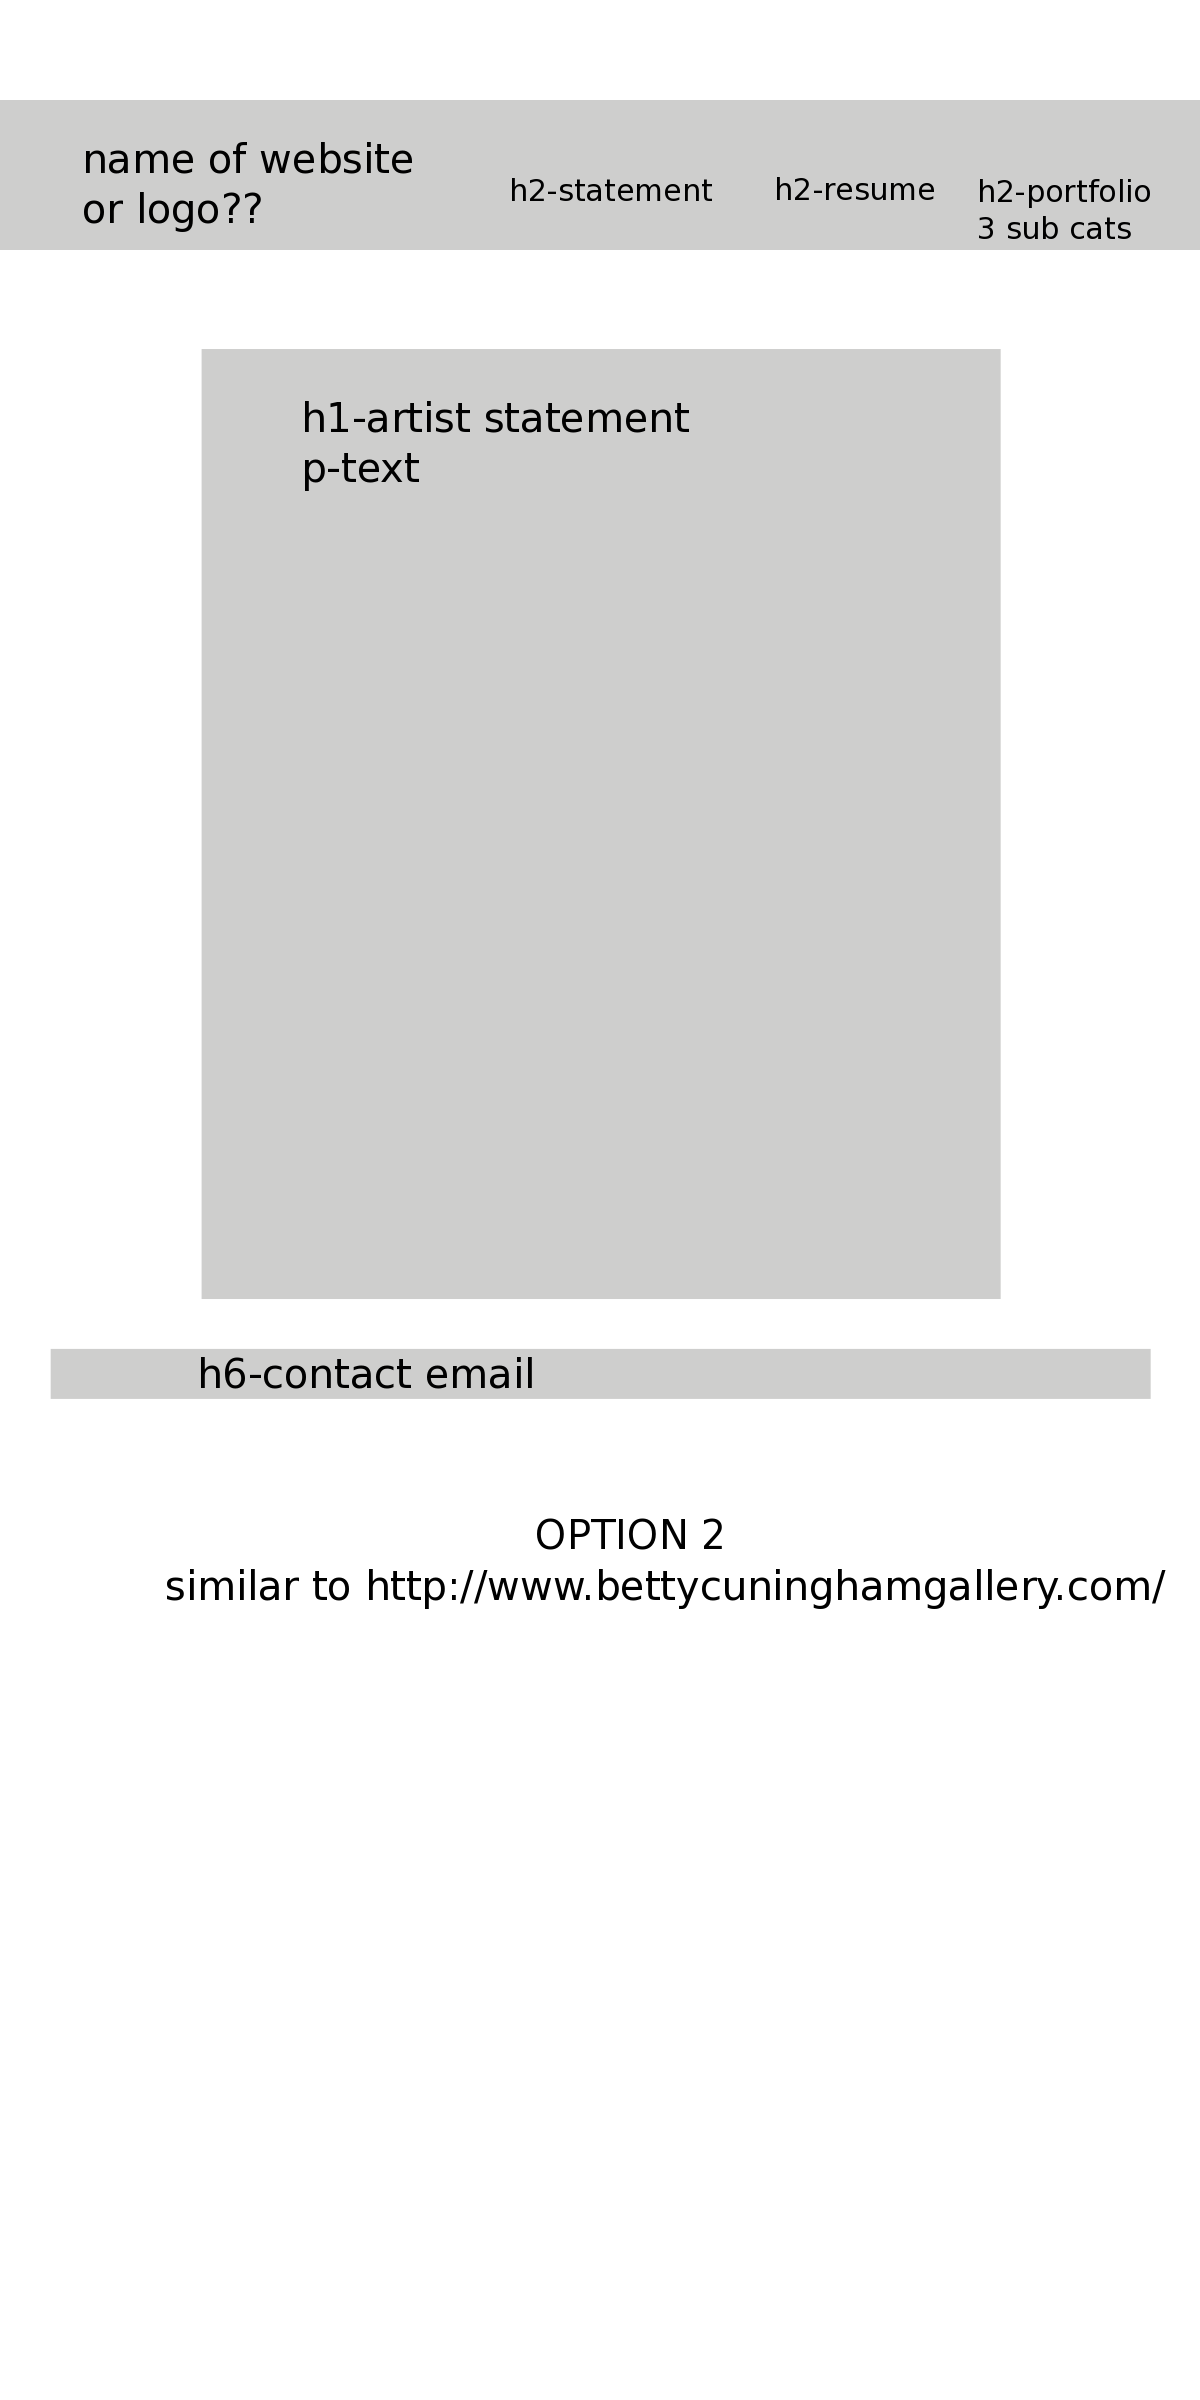 name of website
or logo??
h2-statement
h2-resume
h2-portfolio
3 sub cats
h1-artist statement
p-text
h6-contact email
OPTION 2
similar to http://www.bettycuninghamgallery.com/